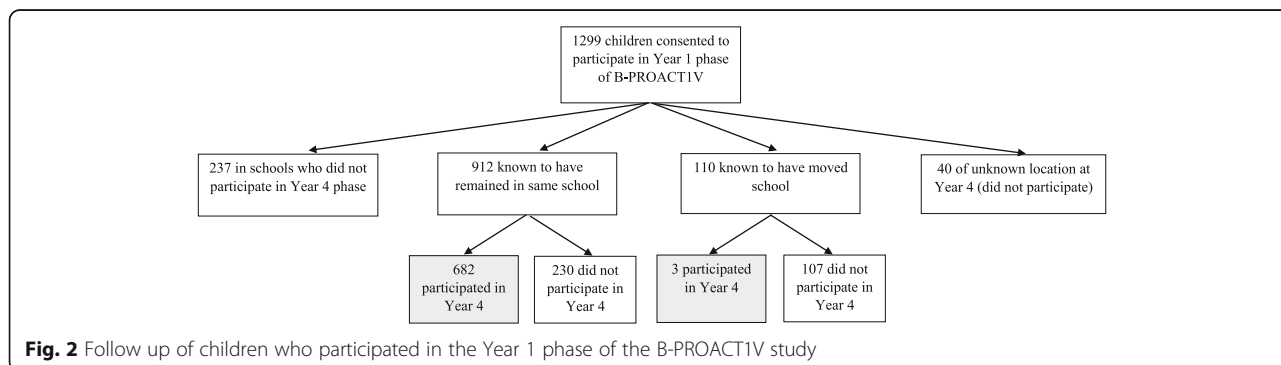 1299 children consented to
participate in Year 1 phase
of B-PROACT1V
237 in schools who did not
participate in Year 4 phase
912 known to have
remained in same school
110 known to have moved
school
40 of unknown location at
Year 4 (did not participate)
682
participated in
Year 4
230 did not
participate in
Year 4
3 participated
in Year 4
107 did not
participate in
Year 4
Fig. 2 Follow up of children who participated in the Year 1 phase of the B-PROACT1V study